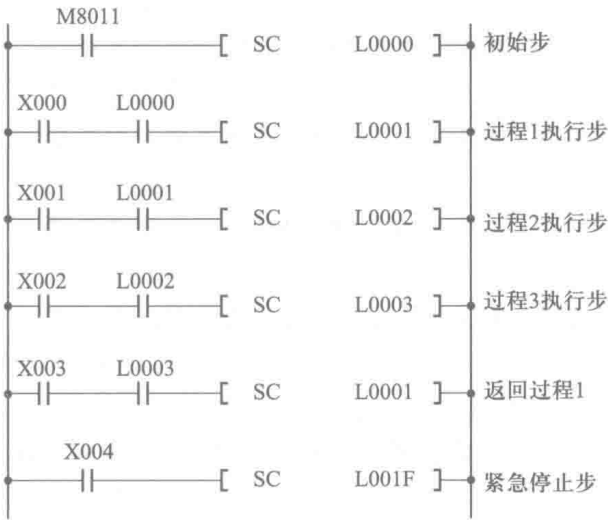 M8011
[ SC L0000 ] 初始步
X000 L0000
[ SC L0001 ] 过程1执行步
X001 L0001
[ SC L0002 ] 过程2执行步
X002 L0002
[ SC L0003 ] 过程3执行步
X003 L0003
[ SC L0001 ] 返回过程1
X004
[ SC L001F ] 紧急停止步